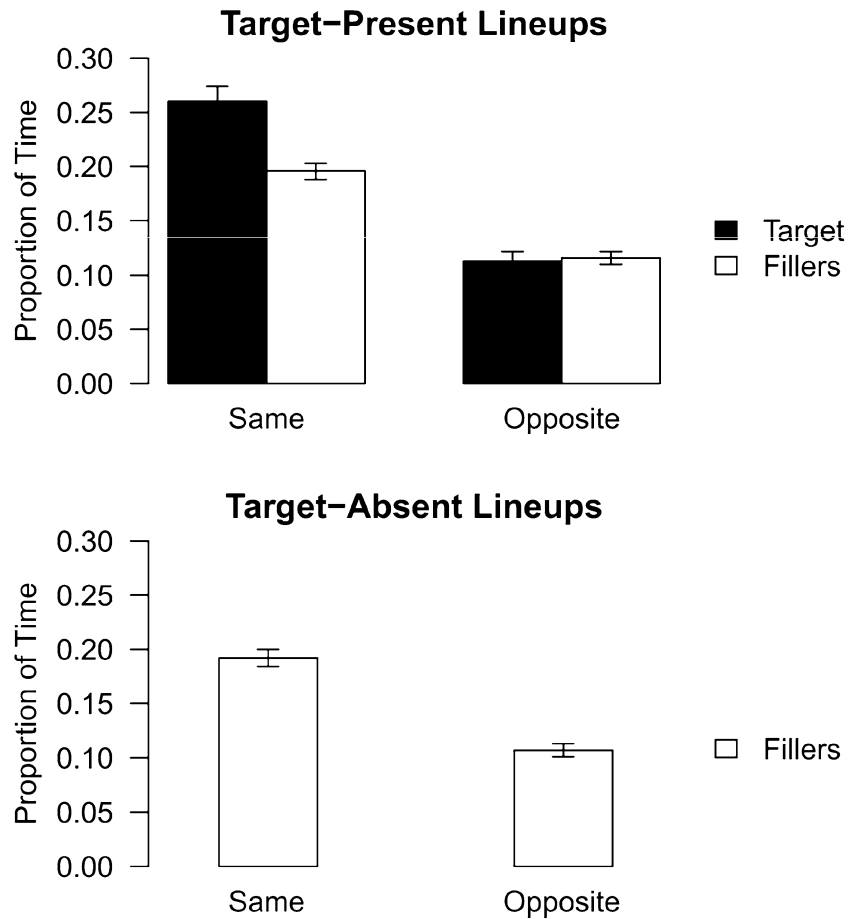 Target−Present Lineups
Proportion of Time
0.30
0.25
0.20
0.15
0.10
0.05
0.00
Same
Opposite
Target
Fillers
Target−Absent Lineups
Proportion of Time
0.30
0.25
0.20
0.15
0.10
0.05
0.00
Same
Opposite
Fillers